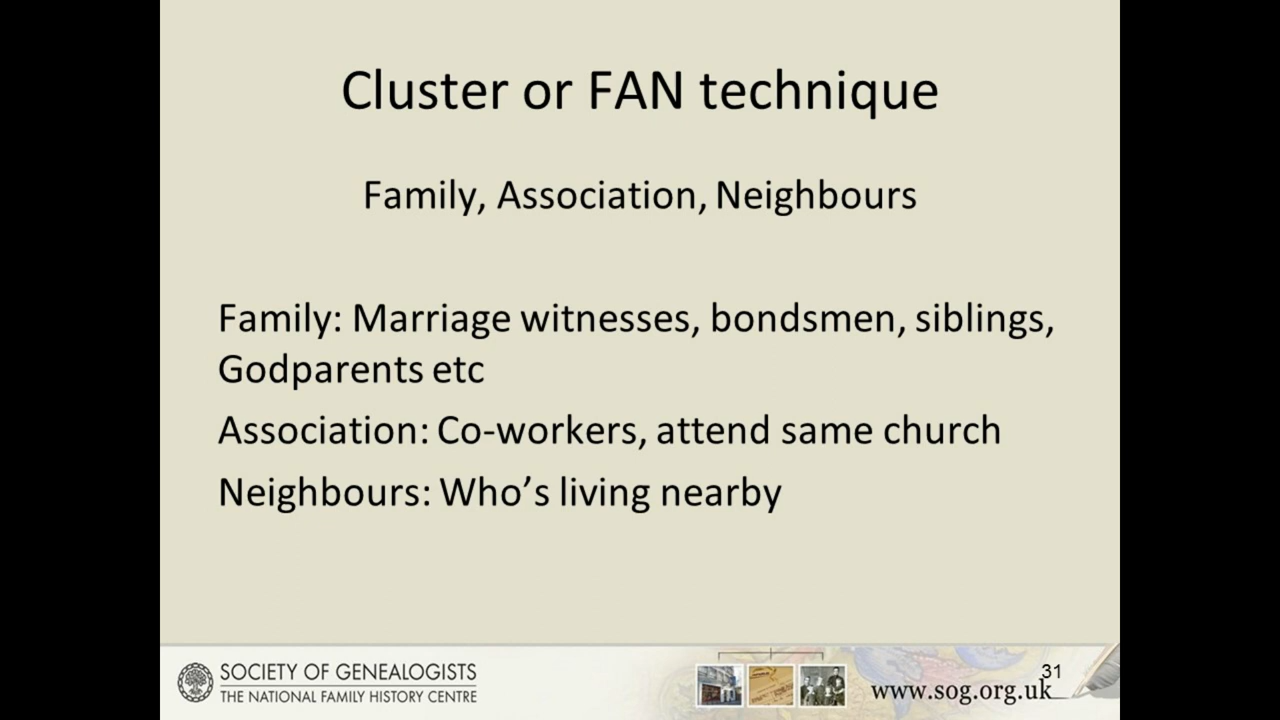 Cluster or FAN technique
Family, Association, Neighbours
Family: Marriage witnesses, bondsmen, siblings,
Godparents etc
Association: Co-workers, attend same church
Neighbours: Who’s living nearby
SOCIETY OF GENEALOGISTS
THE NATIONAL FAMILY HISTORY CENTRE
31
www.sog.org.uk